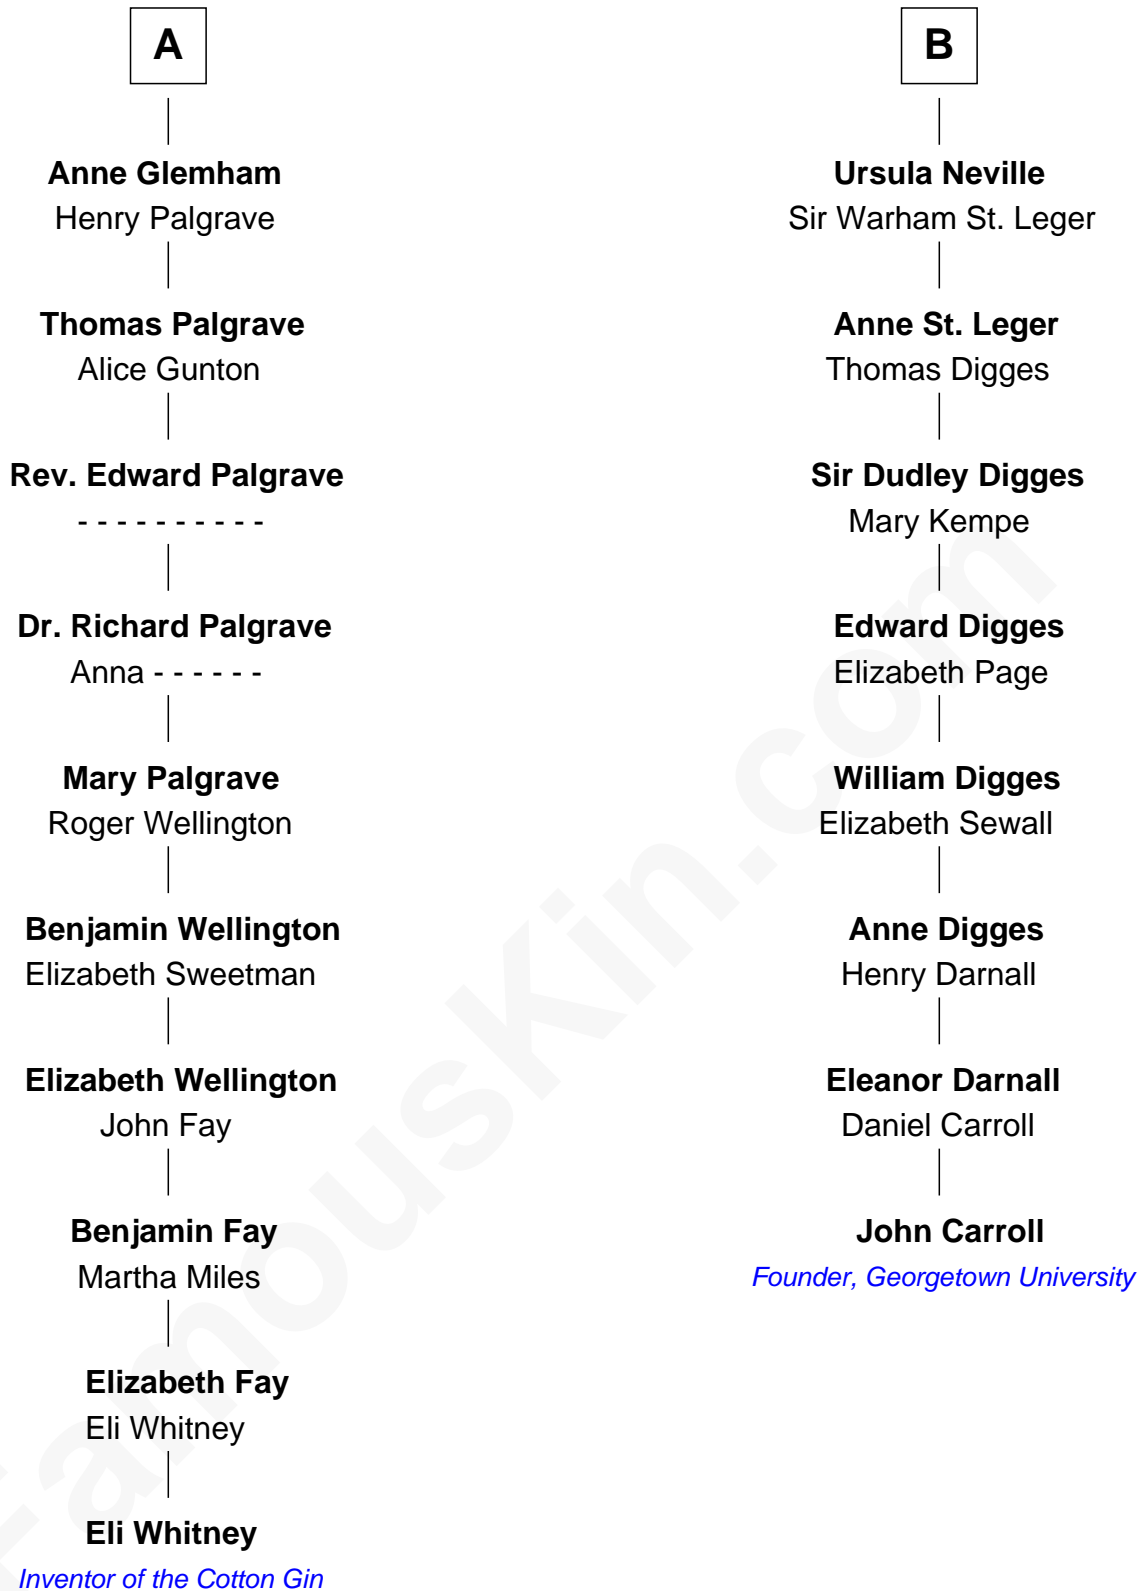 A
Anne Glemham
Henry Palgrave
Thomas Palgrave
Alice Gunton
Rev. Edward Palgrave
- - - - - - - - - -
Dr. Richard Palgrave
Anna - - - - - -
Mary Palgrave
Roger Wellington
Benjamin Wellington
Elizabeth Sweetman
Elizabeth Wellington
John Fay
Benjamin Fay
Martha Miles
Elizabeth Fay
Eli Whitney
Eli Whitney
Inventor of the Cotton Gin
B
Ursula Neville
Sir Warham St. Leger
Anne St. Leger
Thomas Digges
Sir Dudley Digges
Mary Kempe
Edward Digges
Elizabeth Page
William Digges
Elizabeth Sewall
Anne Digges
Henry Darnall
Eleanor Darnall
Daniel Carroll
John Carroll
Founder, Georgetown University
FamousKin.com